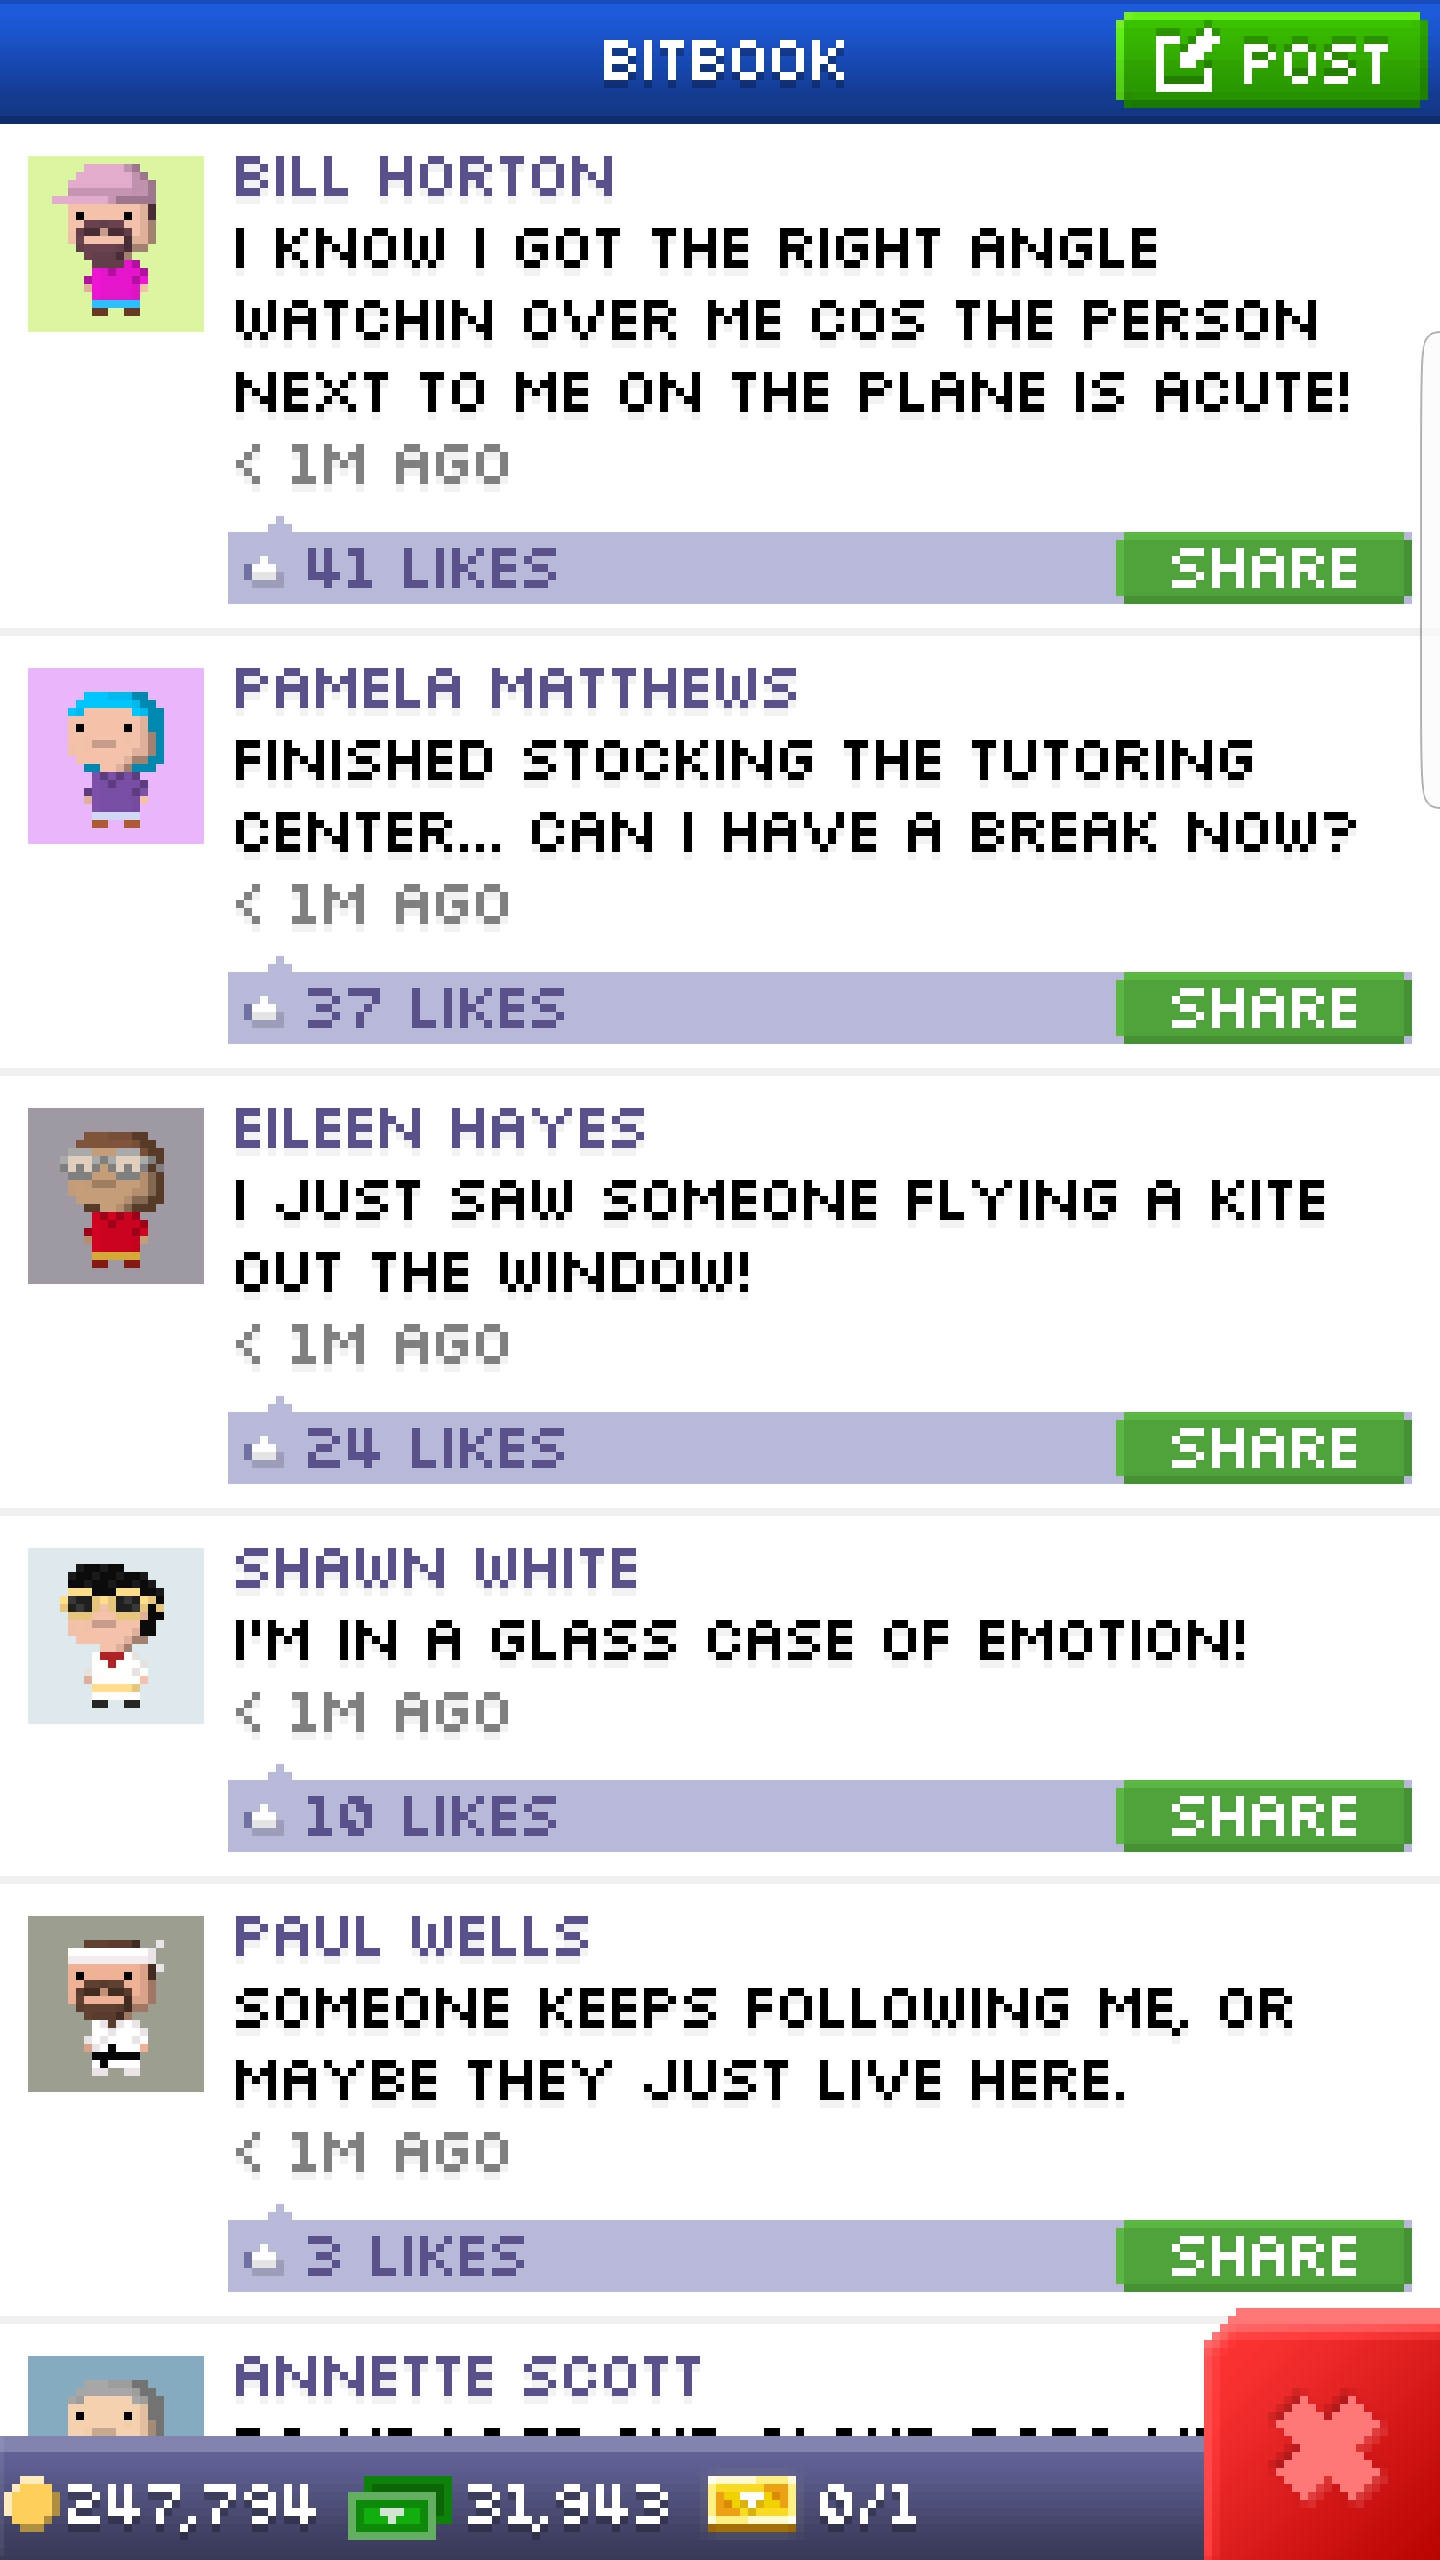 BITBOOK
POST
BILL HORTON
I KNOW I GOT THE RIGHT ANGLE
WATCHIN OVER ME COS THE PERSON
NEXT TO ME ON THE PLANE IS ACUTE!
< 1M AGO
41 LIKES
SHARE
PAMELA MATTHEWS
FINISHED STOCKING THE TUTORING
CENTER... CAN I HAVE A BREAK NOW?
< 1M AGO
37 LIKES
SHARE
EILEEN HAYES
I JUST SAW SOMEONE FLYING A KITE
OUT THE WINDOW!
< 1M AGO
24 LIKES
SHARE
SHAWN WHITE
I'M IN A GLASS CASE OF EMOTION!
< 1M AGO
10 LIKES
SHARE
PAUL WELLS
SOMEONE KEEPS FOLLOWING ME, OR
MAYBE THEY JUST LIVE HERE.
< 1M AGO
3 LIKES
SHARE
ANNETTE SCOTT
247,794
31,943
0/1